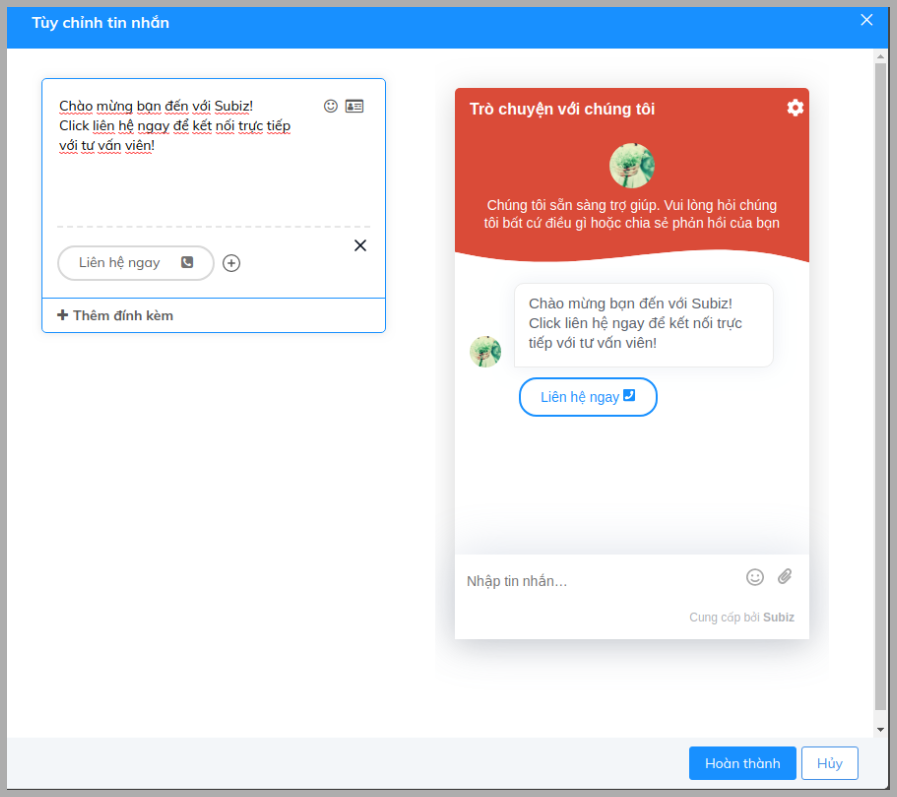 Tùy chỉnh tin nhắn
Chào mừng bạn đến với Subiz!
Click liên hệ ngay để kết nối trực tiếp
với tư vấn viên!
Liên hệ ngay
Thêm đính kèm
Trò chuyện với chúng tôi
Chúng tôi sẵn sàng trợ giúp. Vui lòng hỏi chúng
tôi bất cứ điều gì hoặc chia sẻ phản hồi của bạn
Chào mừng bạn đến với Subiz!
Click liên hệ ngay để kết nối trực
tiếp với tư vấn viên!
Liên hệ ngay
Nhập tin nhắn...
Cung cấp bởi Subiz
Hoàn thành
Hủy